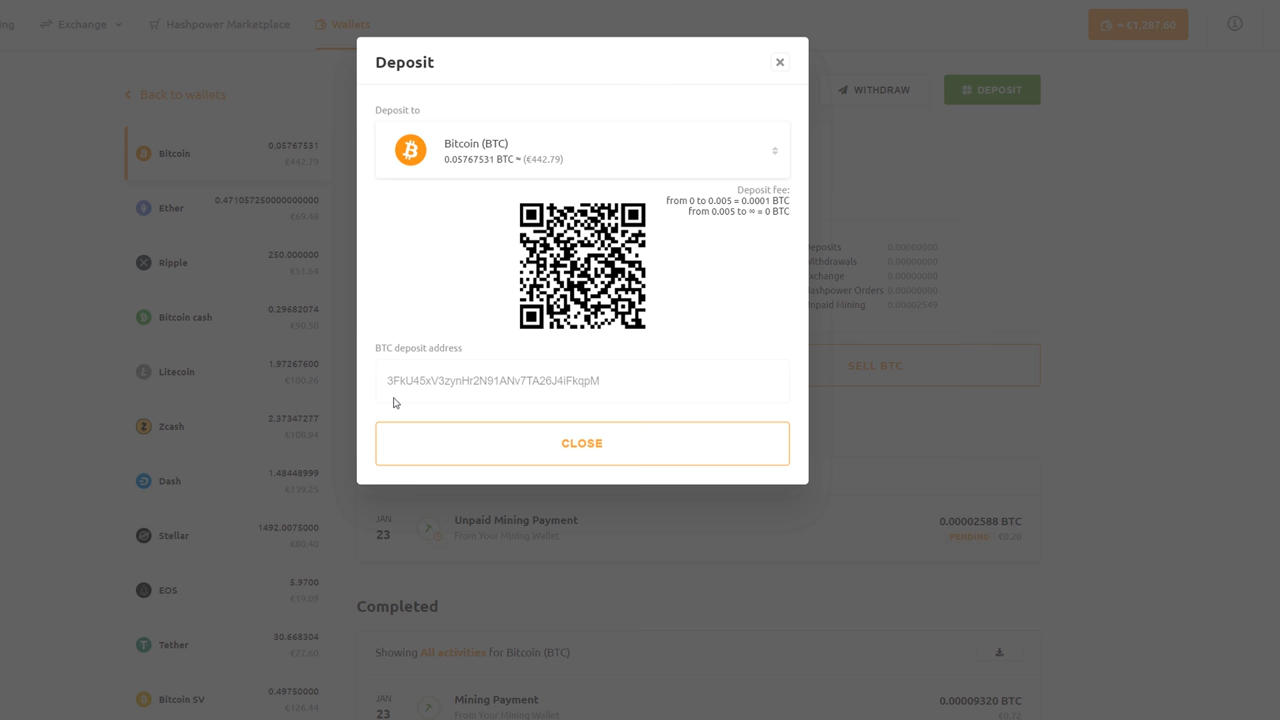 ing
Exchange
Hashpower Marketplace
Wallets
≈ €1,287.60
Deposit
Back to wallets
WITHDRAW
DEPOSIT
Deposit to
Bitcoin (BTC)
0.05767531 BTC ≈ (€442.79)
Deposit fee:
from 0 to 0.005 = 0.0001 BTC
from 0.005 to ∞ = 0 BTC
Bitcoin
0.05767531
€442.79
Ether
0.471057250000000000
€69.48
Ripple
250.000000
€51.64
Bitcoin cash
0.29682074
€90.58
Litecoin
1.97267600
€100.26
Zcash
2.37347277
€108.94
Dash
1.48448999
€139.25
Stellar
1492.0075000
€80.40
EOS
5.9700
€19.09
Tether
30.668304
€27.60
Bitcoin SV
0.49750000
€126.44
Deposits 0.00000000
Withdrawals 0.00000000
Exchange 0.00000000
Hashpower Orders 0.00000000
Unpaid Mining 0.00002549
BTC deposit address
3FkU45xV3zynHr2N91ANv7TA26J4iFkqpM
SELL BTC
CLOSE
JAN
23
Unpaid Mining Payment
From Your Mining Wallet
0.00002588 BTC
PENDING €0.20
Completed
Showing All activities for Bitcoin (BTC)
JAN
23
Mining Payment
From Your Mining Wallet
0.00009320 BTC
€0.72